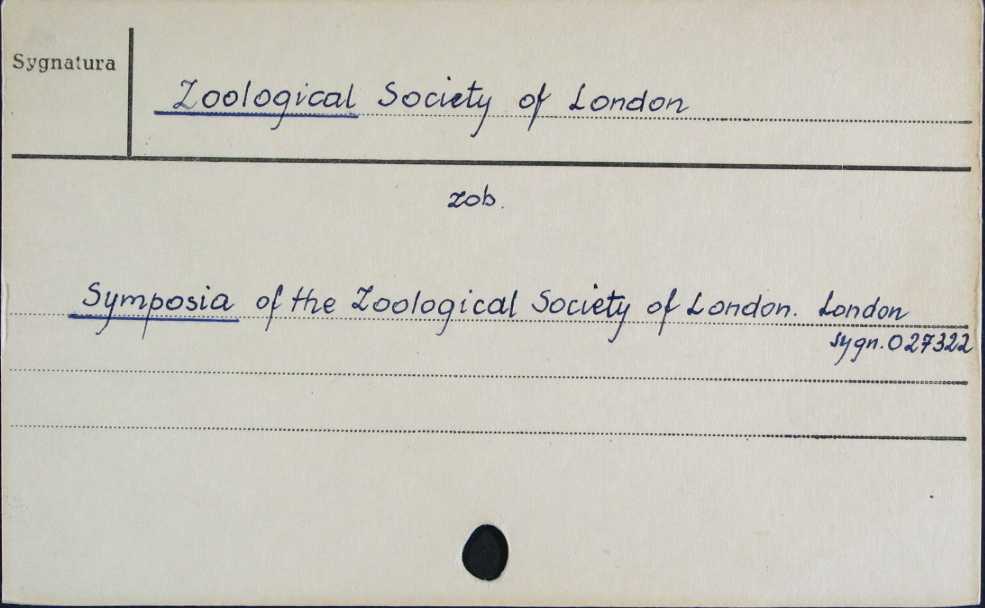 Sygnatura
Zoological Society of London
zob.
Symposia of the Zoological Society of London. London
sygn. 027322